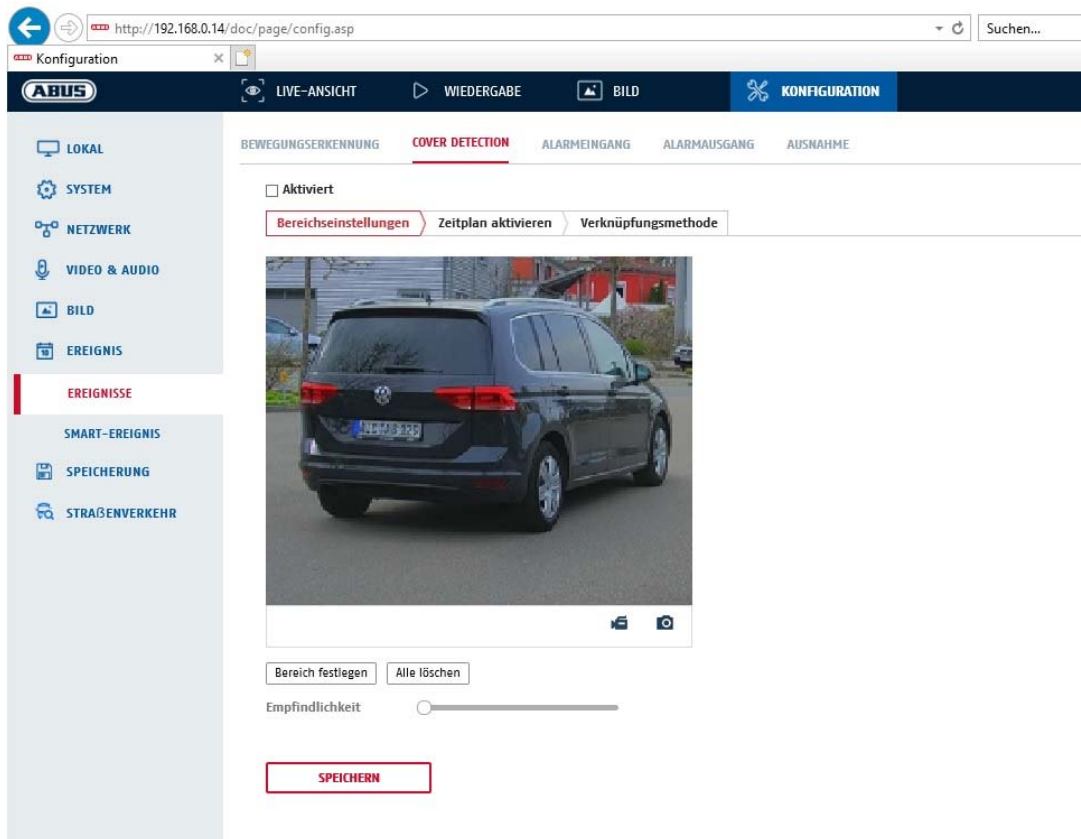 http://192.168.0.14/doc/page/config.asp
Suchen...
Konfiguration
ABUS
LIVE-ANSICHT
WIEDERGABE
BILD
KONFIGURATION
LOKAL
SYSTEM
NETZWERK
VIDEO & AUDIO
BILD
EREIGNIS
EREIGNISSE
SMART-EREIGNIS
SPEICHERUNG
STRAßENVERKEHR
BEWEGUNGSERKENNUNG
COVER DETECTION
ALARMEINGANG
ALARMAUSGANG
AUSNAHME
Aktiviert
Bereichseinstellungen
Zeitplan aktivieren
Verknüpfungsmethode
Bereich festlegen
Alle löschen
Empfindlichkeit
SPEICHERN